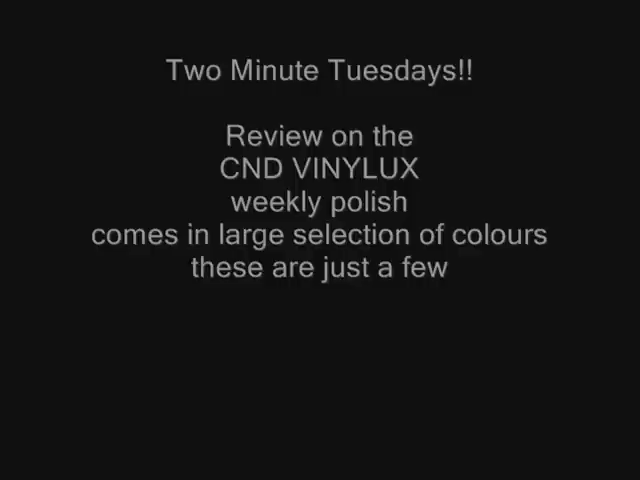 Two Minute Tuesdays!!
Review on the
CND VINYLUX
weekly polish
comes in large selection of colours
these are just a few